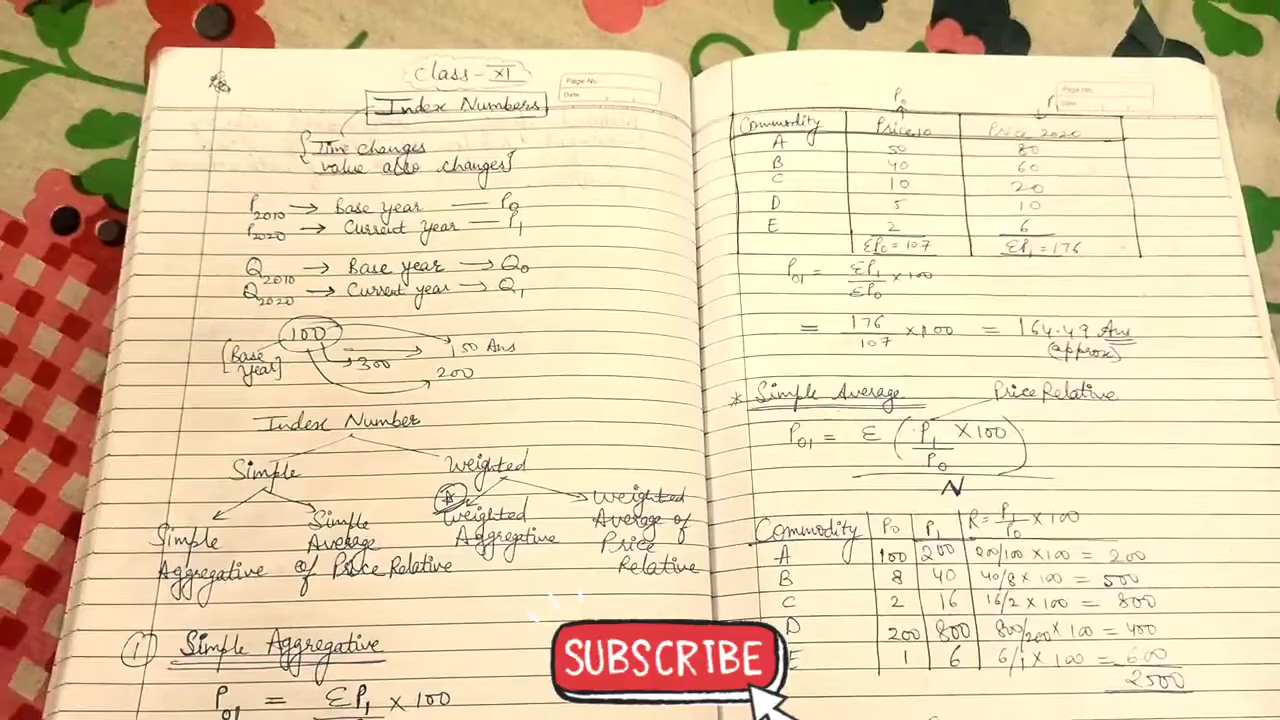 Class - XI
Page No.
Date
Index Numbers
Time changes
value also changes
P2010 → Base year — P0
P2020 → Current year — P1
Q2010 → Base year → Q0
Q2020 → Current year → Q1
100
[Base year]
150 Ans
300
200
Index Number
Simple Weighted
Simple Aggregative
Simple Average of Price Relative
Weighted Aggregative
Weighted Average of Price Relative
① Simple Aggregative
P01 = ΣP1 × 100
Page No.
Date
P0 P1
Commodity Price 10 Price 2020
A 50 80
B 40 60
C 10 20
D 5 10
E 2 6
ΣP0 = 107 ΣP1 = 176
P01 = ΣP1/ΣP0 × 100
= 176/107 × 100 = 164.49 Ans
(approx)
* Simple Average Price Relative
P01 = Σ (P1/P0 × 100)
N
Commodity P0 P1 R = P1/P0 × 100
A 100 200 200/100 × 100 = 200
B 8 40 40/8 × 100 = 500
C 2 16 16/2 × 100 = 800
D 200 800 800/200 × 100 = 400
E 1 6 6/1 × 100 = 600
2500
SUBSCRIBE